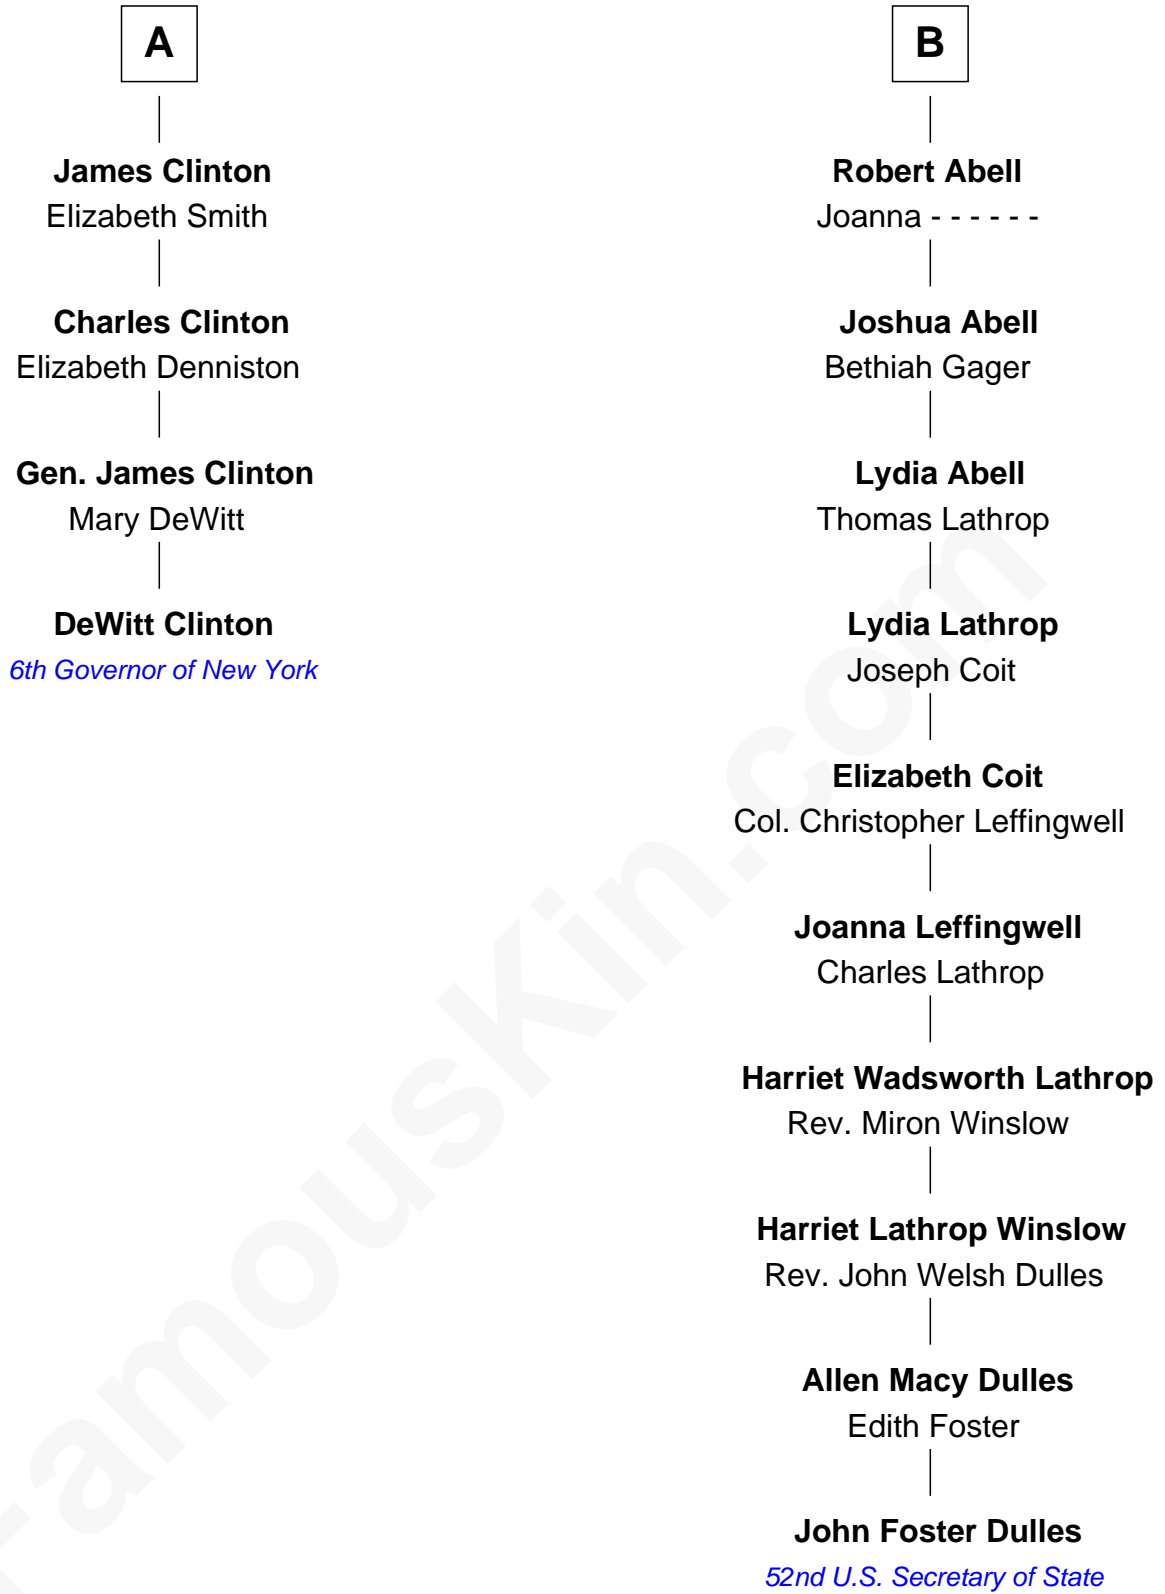 A
James Clinton
Elizabeth Smith
Charles Clinton
Elizabeth Denniston
Gen. James Clinton
Mary DeWitt
DeWitt Clinton
6th Governor of New York
B
Robert Abell
Joanna - - - - - -
Joshua Abell
Bethiah Gager
Lydia Abell
Thomas Lathrop
Lydia Lathrop
Joseph Coit
Elizabeth Coit
Col. Christopher Leffingwell
Joanna Leffingwell
Charles Lathrop
Harriet Wadsworth Lathrop
Rev. Miron Winslow
Harriet Lathrop Winslow
Rev. John Welsh Dulles
Allen Macy Dulles
Edith Foster
John Foster Dulles
52nd U.S. Secretary of State
FamousKin.com